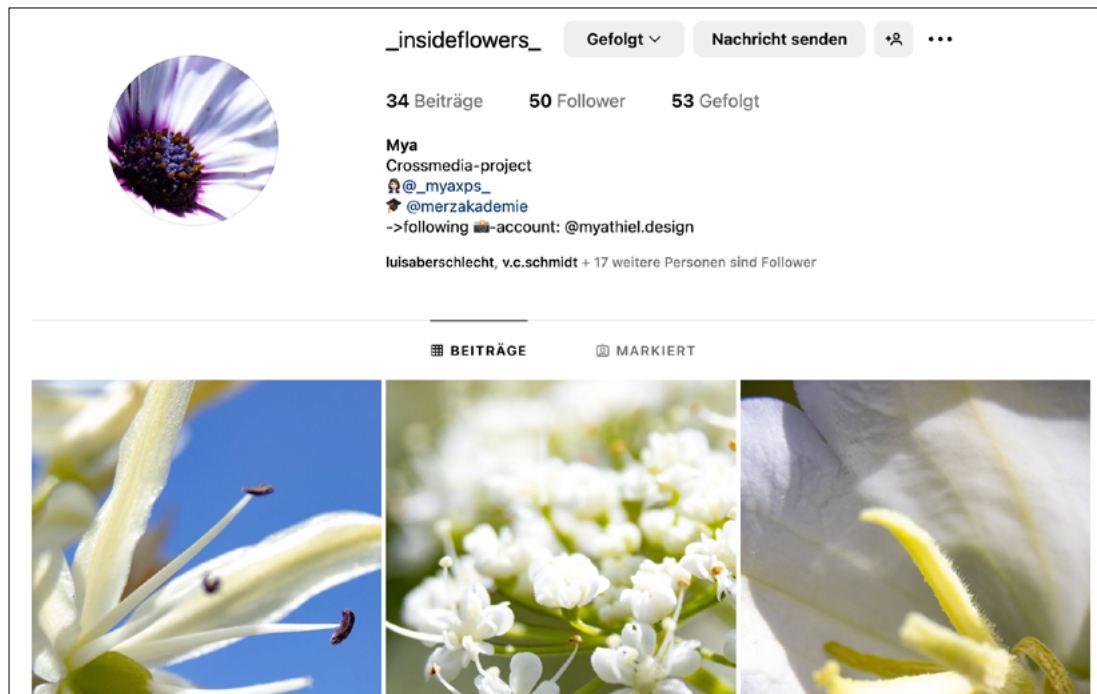 _insideflowers_ Gefolgt Nachricht senden
34 Beiträge 50 Follower 53 Gefolgt
Mya
Crossmedia-project
👩🏻‍💼@_myaxps_
🎓 @merzakademie
->following 📸-account: @myathiel.design
luisaberschlecht, v.c.schmidt + 17 weitere Personen sind Follower
BEITRÄGE MARKIERT